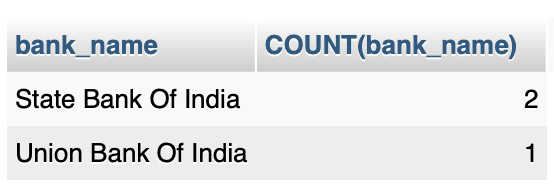 bank_name COUNT(bank_name)
State Bank Of India 2
Union Bank Of India 1